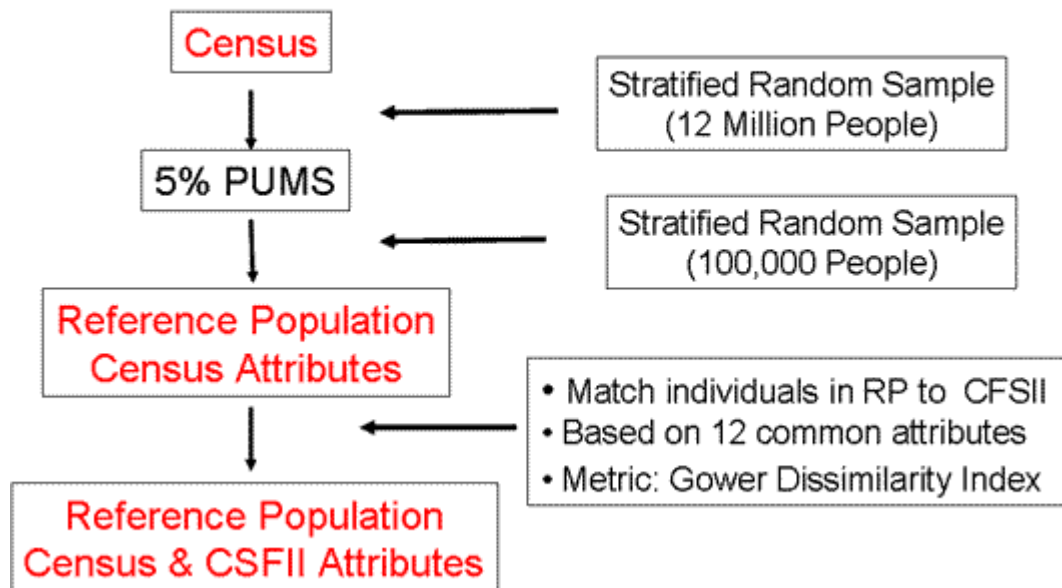 Census
Stratified Random Sample
(12 Million People)
5% PUMS
Stratified Random Sample
(100,000 People)
Reference Population
Census Attributes
• Match individuals in RP to CFSII
• Based on 12 common attributes
• Metric: Gower Dissimilarity Index
Reference Population
Census & CSFII Attributes